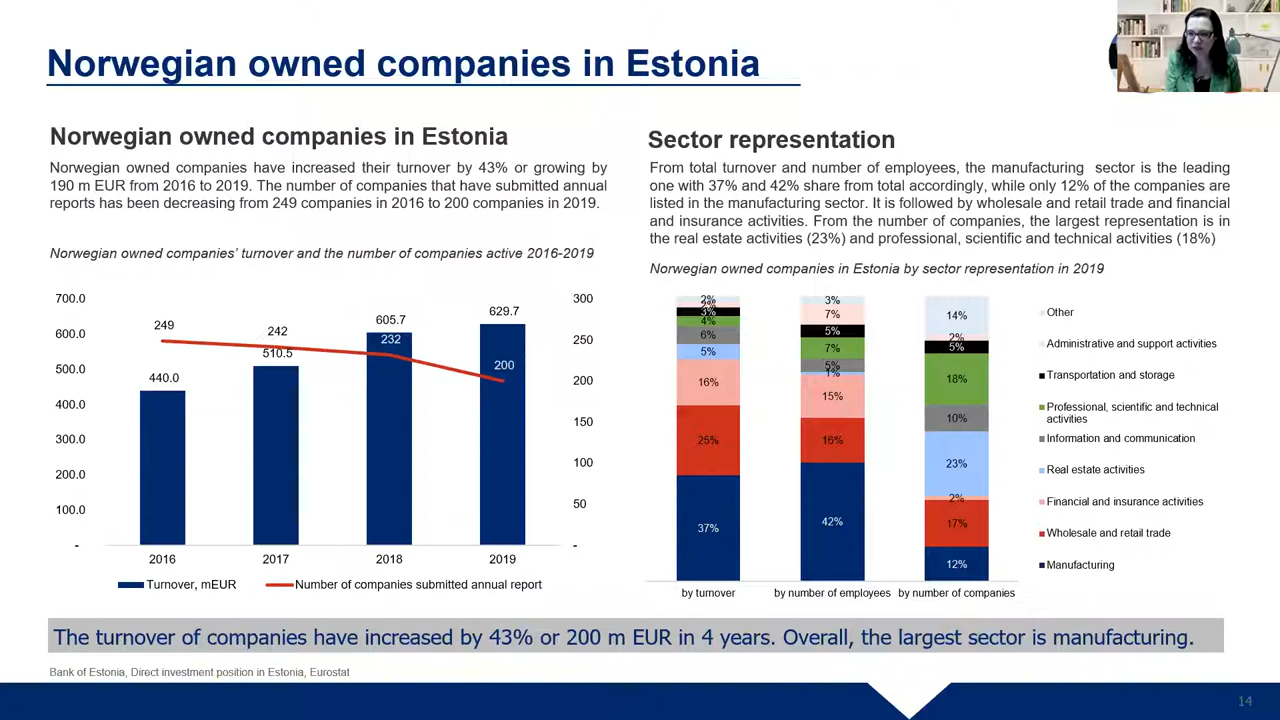 Norwegian owned companies in Estonia
Norwegian owned companies in Estonia
Norwegian owned companies have increased their turnover by 43% or growing by
190 m EUR from 2016 to 2019. The number of companies that have submitted annual
reports has been decreasing from 249 companies in 2016 to 200 companies in 2019.
Norwegian owned companies' turnover and the number of companies active 2016-2019
700.0
600.0
500.0
400.0
300.0
200.0
100.0
-
249
242
232
200
440.0
510.5
605.7
629.7
300
250
200
150
100
50
-
2016 2017 2018 2019
Turnover, mEUR Number of companies submitted annual report
Sector representation
From total turnover and number of employees, the manufacturing sector is the leading
one with 37% and 42% share from total accordingly, while only 12% of the companies are
listed in the manufacturing sector. It is followed by wholesale and retail trade and financial
and insurance activities. From the number of companies, the largest representation is in
the real estate activities (23%) and professional, scientific and technical activities (18%)
Norwegian owned companies in Estonia by sector representation in 2019
2%
2%
3%
4%
6%
5%
16%
25%
37%
by turnover
3%
7%
5%
7%
5%
1%
15%
16%
42%
by number of employees
14%
2%
5%
18%
10%
23%
2%
17%
12%
by number of companies
Other
Administrative and support activities
Transportation and storage
Professional, scientific and technical
activities
Information and communication
Real estate activities
Financial and insurance activities
Wholesale and retail trade
Manufacturing
The turnover of companies have increased by 43% or 200 m EUR in 4 years. Overall, the largest sector is manufacturing.
Bank of Estonia, Direct investment position in Estonia, Eurostat
14